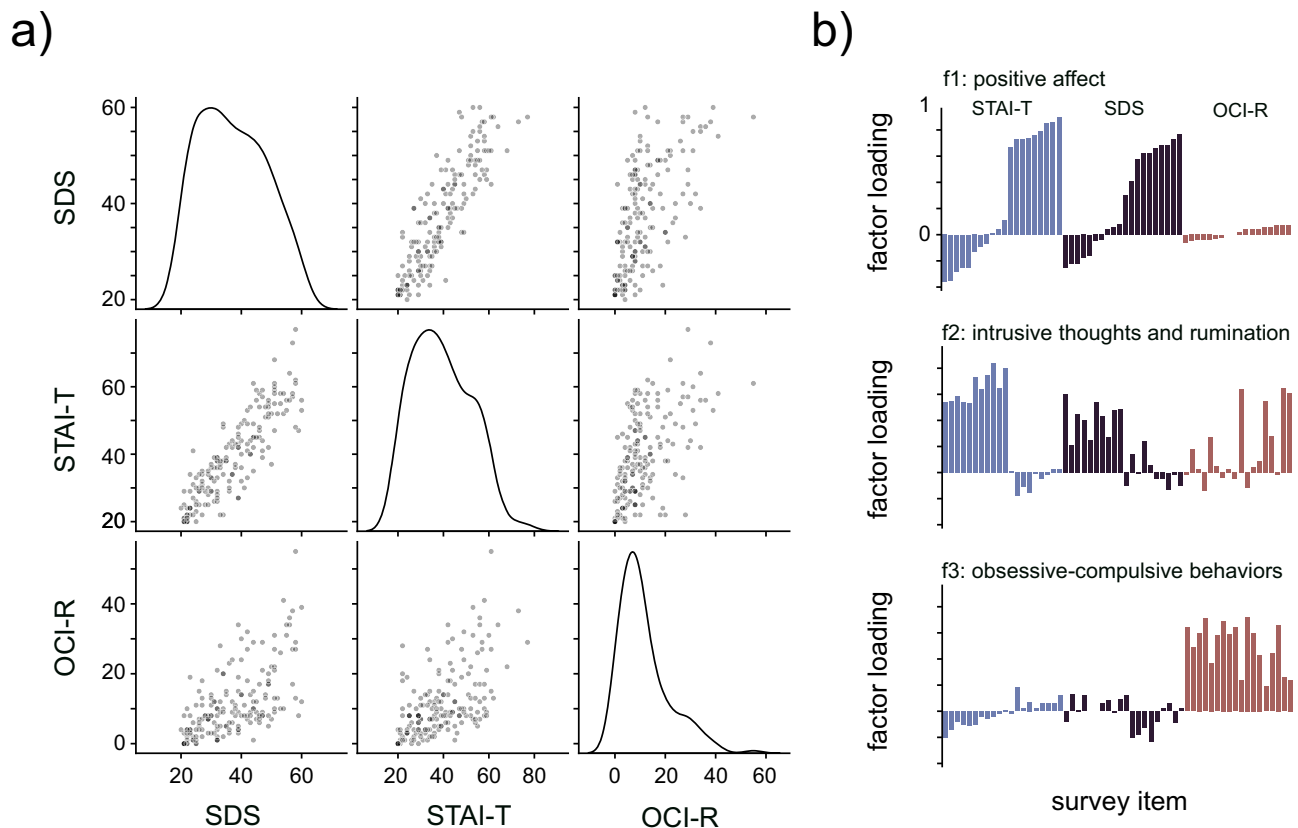 a)
b)
f1: positive affect
STAI-T
SDS
OCI-R
1
0
factor loading
SDS
60
40
20
f2: intrusive thoughts and rumination
factor loading
STAI-T
60
40
20
f3: obsessive-compulsive behaviors
factor loading
OCI-R
40
20
0
20
40
60
20
40
60
80
0
20
40
60
SDS
STAI-T
OCI-R
survey item